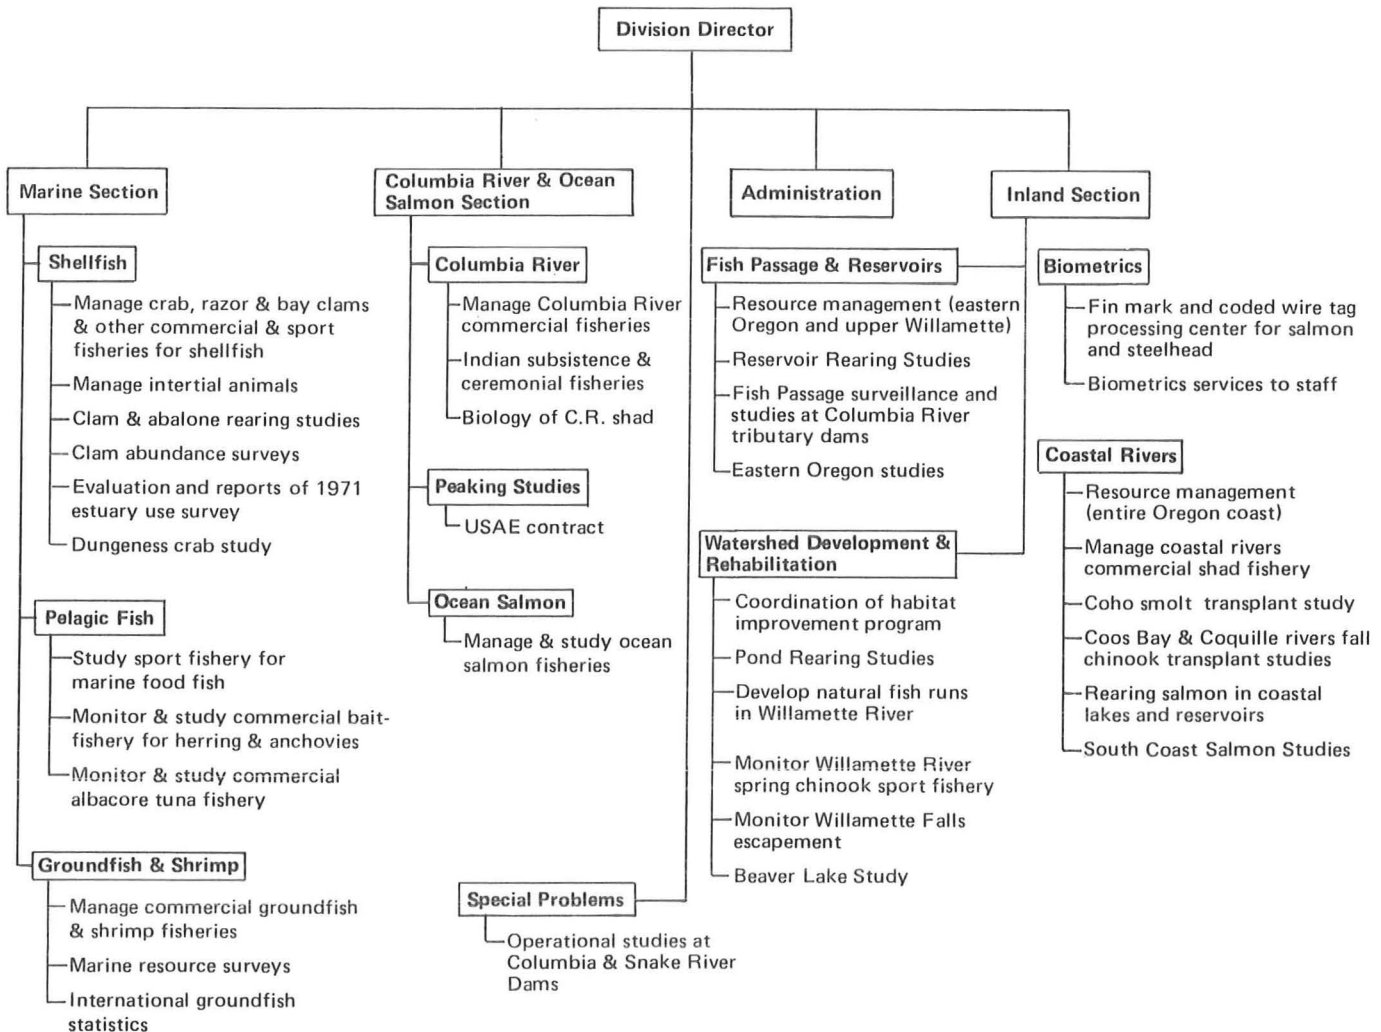 Division Director
Marine Section
Shellfish
Manage crab, razor & bay clams
& other commercial & sport
fisheries for shellfish
Manage intertial animals
Clam & abalone rearing studies
Clam abundance surveys
Evaluation and reports of 1971
estuary use survey
Dungeness crab study
Pelagic Fish
Study sport fishery for
marine food fish
Monitor & study commercial bait-
fishery for herring & anchovies
Monitor & study commercial
albacore tuna fishery
Groundfish & Shrimp
Manage commercial groundfish
& shrimp fisheries
Marine resource surveys
International groundfish
statistics
Columbia River & Ocean
Salmon Section
Columbia River
Manage Columbia River
commercial fisheries
Indian subsistence &
ceremonial fisheries
Biology of C.R. shad
Peaking Studies
USAE contract
Ocean Salmon
Manage & study ocean
salmon fisheries
Special Problems
Operational studies at
Columbia & Snake River
Dams
Administration
Inland Section
Fish Passage & Reservoirs
Resource management (eastern
Oregon and upper Willamette)
Reservoir Rearing Studies
Fish Passage surveillance and
studies at Columbia River
tributary dams
Eastern Oregon studies
Watershed Development &
Rehabilitation
Coordination of habitat
improvement program
Pond Rearing Studies
Develop natural fish runs
in Willamette River
Monitor Willamette River
spring chinook sport fishery
Monitor Willamette Falls
escapement
Beaver Lake Study
Biometrics
Fin mark and coded wire tag
processing center for salmon
and steelhead
Biometrics services to staff
Coastal Rivers
Resource management
(entire Oregon coast)
Manage coastal rivers
commercial shad fishery
Coho smolt transplant study
Coos Bay & Coquille rivers fall
chinook transplant studies
Rearing salmon in coastal
lakes and reservoirs
South Coast Salmon Studies